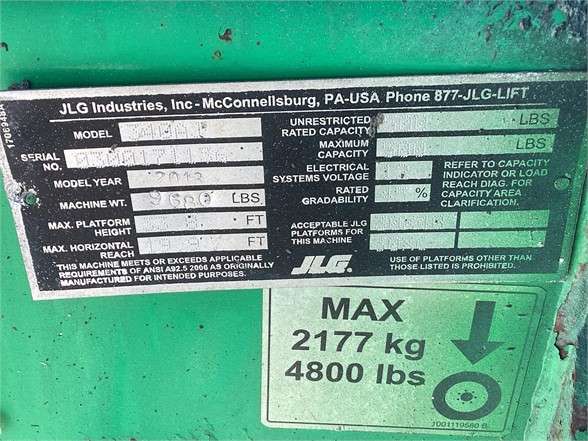 JLG Industries, Inc - McConnellsburg, PA-USA Phone 877-JLG-LIFT
MODEL
SERIAL NO.
MODEL YEAR 2013
MACHINE WT. 9680 LBS
MAX. PLATFORM HEIGHT FT
MAX. HORIZONTAL REACH FT
THIS MACHINE MEETS OR EXCEEDS APPLICABLE
REQUIREMENTS OF ANSI A92.5 2006 AS ORIGINALLY
MANUFACTURED FOR INTENDED PURPOSES.
UNRESTRICTED RATED CAPACITY LBS
MAXIMUM CAPACITY LBS
ELECTRICAL SYSTEMS VOLTAGE
RATED GRADABILITY %
REFER TO CAPACITY
INDICATOR OR LOAD
REACH DIAG. FOR
CAPACITY AREA
CLARIFICATION.
ACCEPTABLE JLG
PLATFORMS FOR
THIS MACHINE
JLG.
USE OF PLATFORMS OTHER THAN
THOSE LISTED IS PROHIBITED.
1706948A
MAX
2177 kg
4800 lbs
1001119580 B